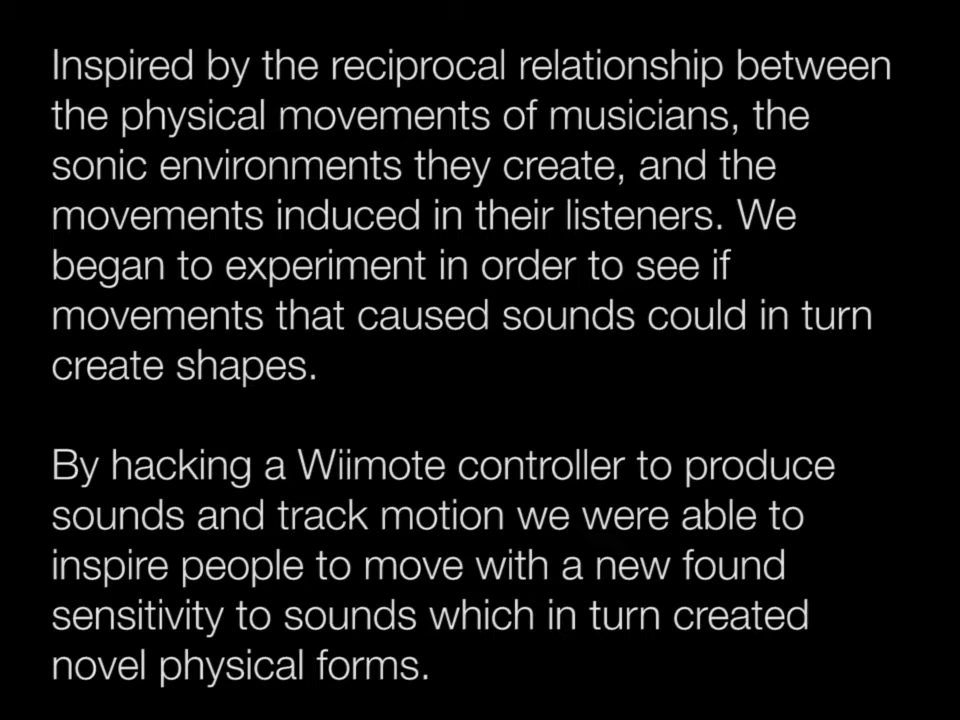 Inspired by the reciprocal relationship between
the physical movements of musicians, the
sonic environments they create, and the
movements induced in their listeners. We
began to experiment in order to see if
movements that caused sounds could in turn
create shapes.
By hacking a Wiimote controller to produce
sounds and track motion we were able to
inspire people to move with a new found
sensitivity to sounds which in turn created
novel physical forms.